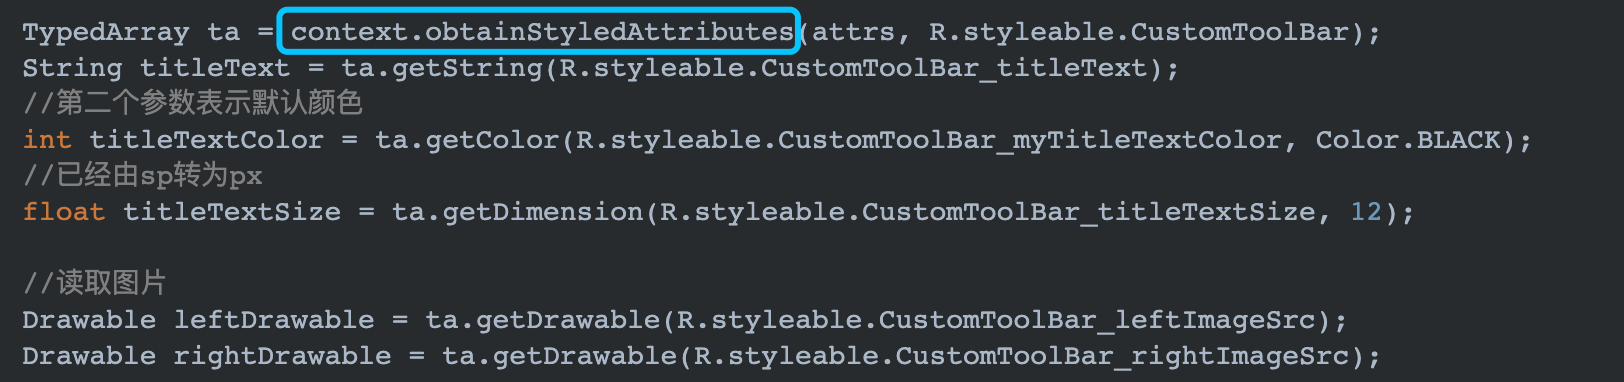 TypedArray ta = context.obtainStyledAttributes(attrs, R.styleable.CustomToolBar);
String titleText = ta.getString(R.styleable.CustomToolBar_titleText);
//第二个参数表示默认颜色
int titleTextColor = ta.getColor(R.styleable.CustomToolBar_myTitleTextColor, Color.BLACK);
//已经由sp转为px
float titleTextSize = ta.getDimension(R.styleable.CustomToolBar_titleTextSize, 12);
//读取图片
Drawable leftDrawable = ta.getDrawable(R.styleable.CustomToolBar_leftImageSrc);
Drawable rightDrawable = ta.getDrawable(R.styleable.CustomToolBar_rightImageSrc);